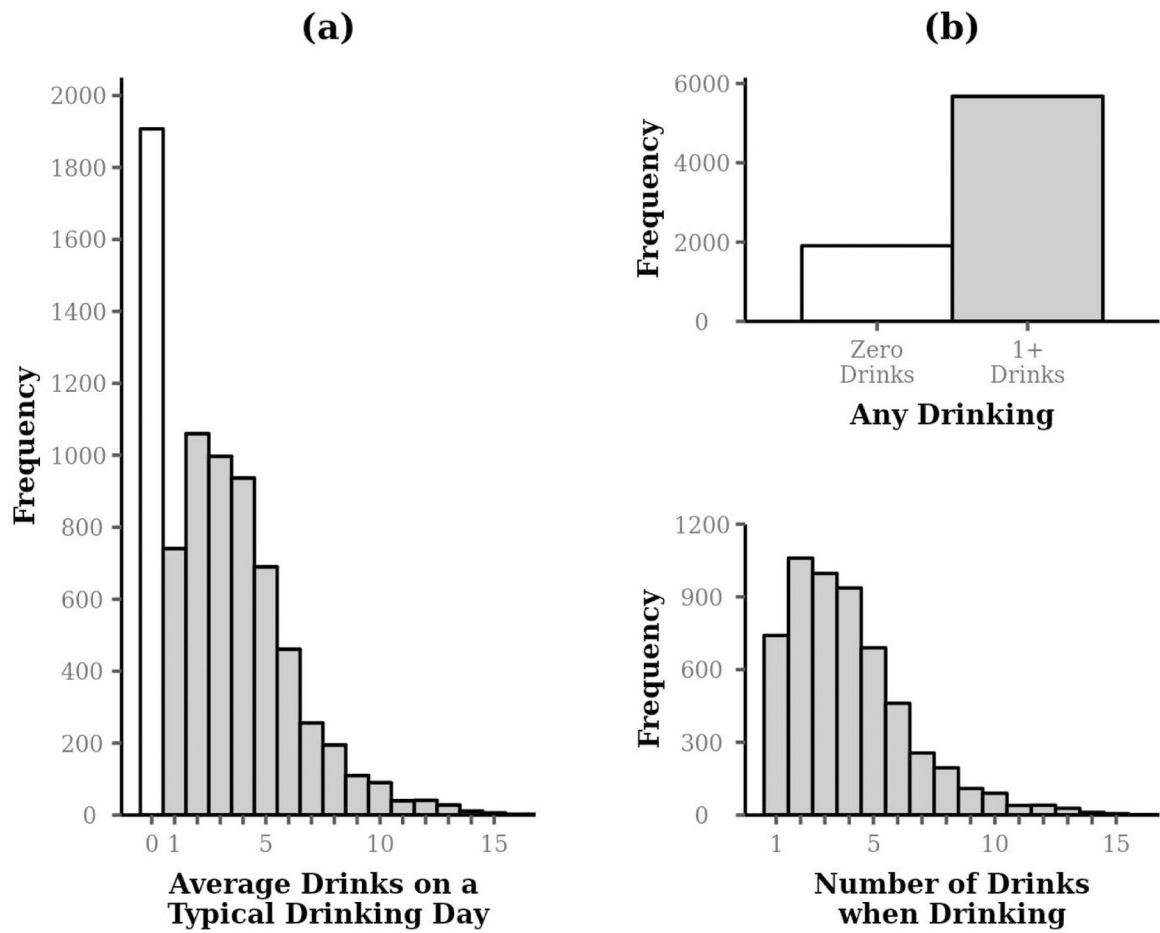 (a)
2000
1800
1600
1400
1200
1000
800
600
400
200
0
Frequency
0 1 5 10 15
Average Drinks on a
Typical Drinking Day
(b)
6000
4000
2000
0
Frequency
Zero
Drinks
1+
Drinks
Any Drinking
1200
900
600
300
0
Frequency
1 5 10 15
Number of Drinks
when Drinking